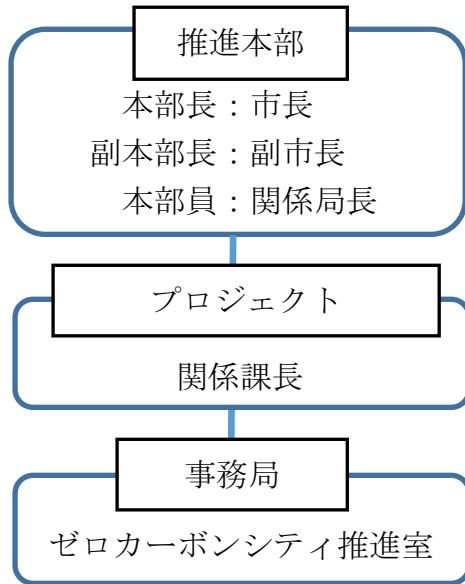 推進本部
本部長：市長
副本部長：副市長
本部員：関係局長
プロジェクト
関係課長
事務局
ゼロカーボンシティ推進室